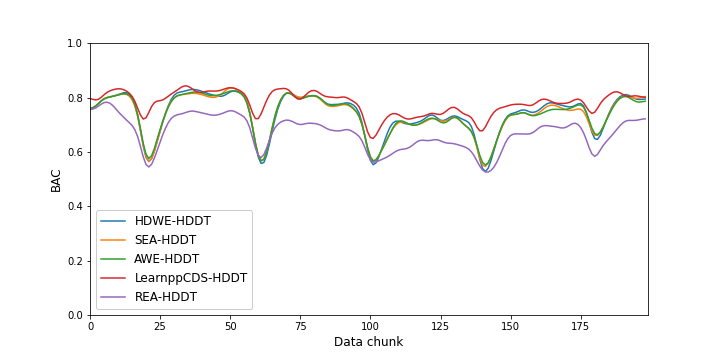 1.0
0.8
0.6
0.4
0.2
0.0
BAC
HDWE-HDDT
SEA-HDDT
AWE-HDDT
LearnppCDS-HDDT
REA-HDDT
0 25 50 75 100 125 150 175
Data chunk